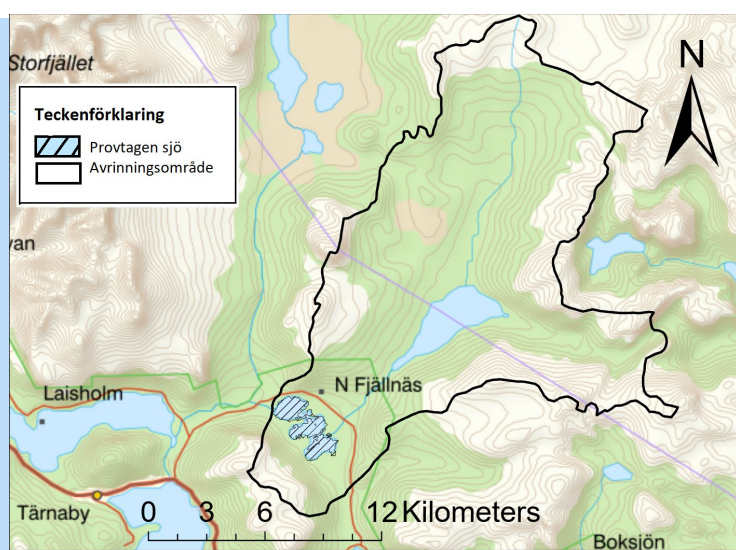 Storfjället
N
Teckenförklaring
Provtagen sjö
Avrinningsområde
van
N Fjällnäs
Laisholm
Tärnaby
0 3 6 12 Kilometers
Boksjön